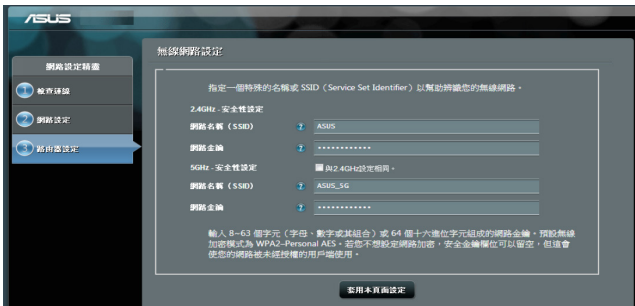 ASUS
網路設定精靈
1 檢查連線
2 網路設定
3 路由器設定
無線網路設定
指定一個特殊的名稱或 SSID（Service Set Identifier）以幫助辨識您的無線網路。
2.4GHz - 安全性設定
網路名稱（SSID） ? ASUS
網路金鑰 ? ••••••••••••
5GHz - 安全性設定 與2.4GHz設定相同。
網路名稱（SSID） ? ASUS_5G
網路金鑰 ? ••••••••••••
輸入 8-63 個字元（字母、數字或其組合）或 64 個十六進位字元組成的網路金鑰。預設無線
加密模式為 WPA2-Personal AES。若您不想設定網路加密，安全金鑰欄位可以留空，但這會
使您的網路被未經授權的用戶端使用。
套用本頁面設定